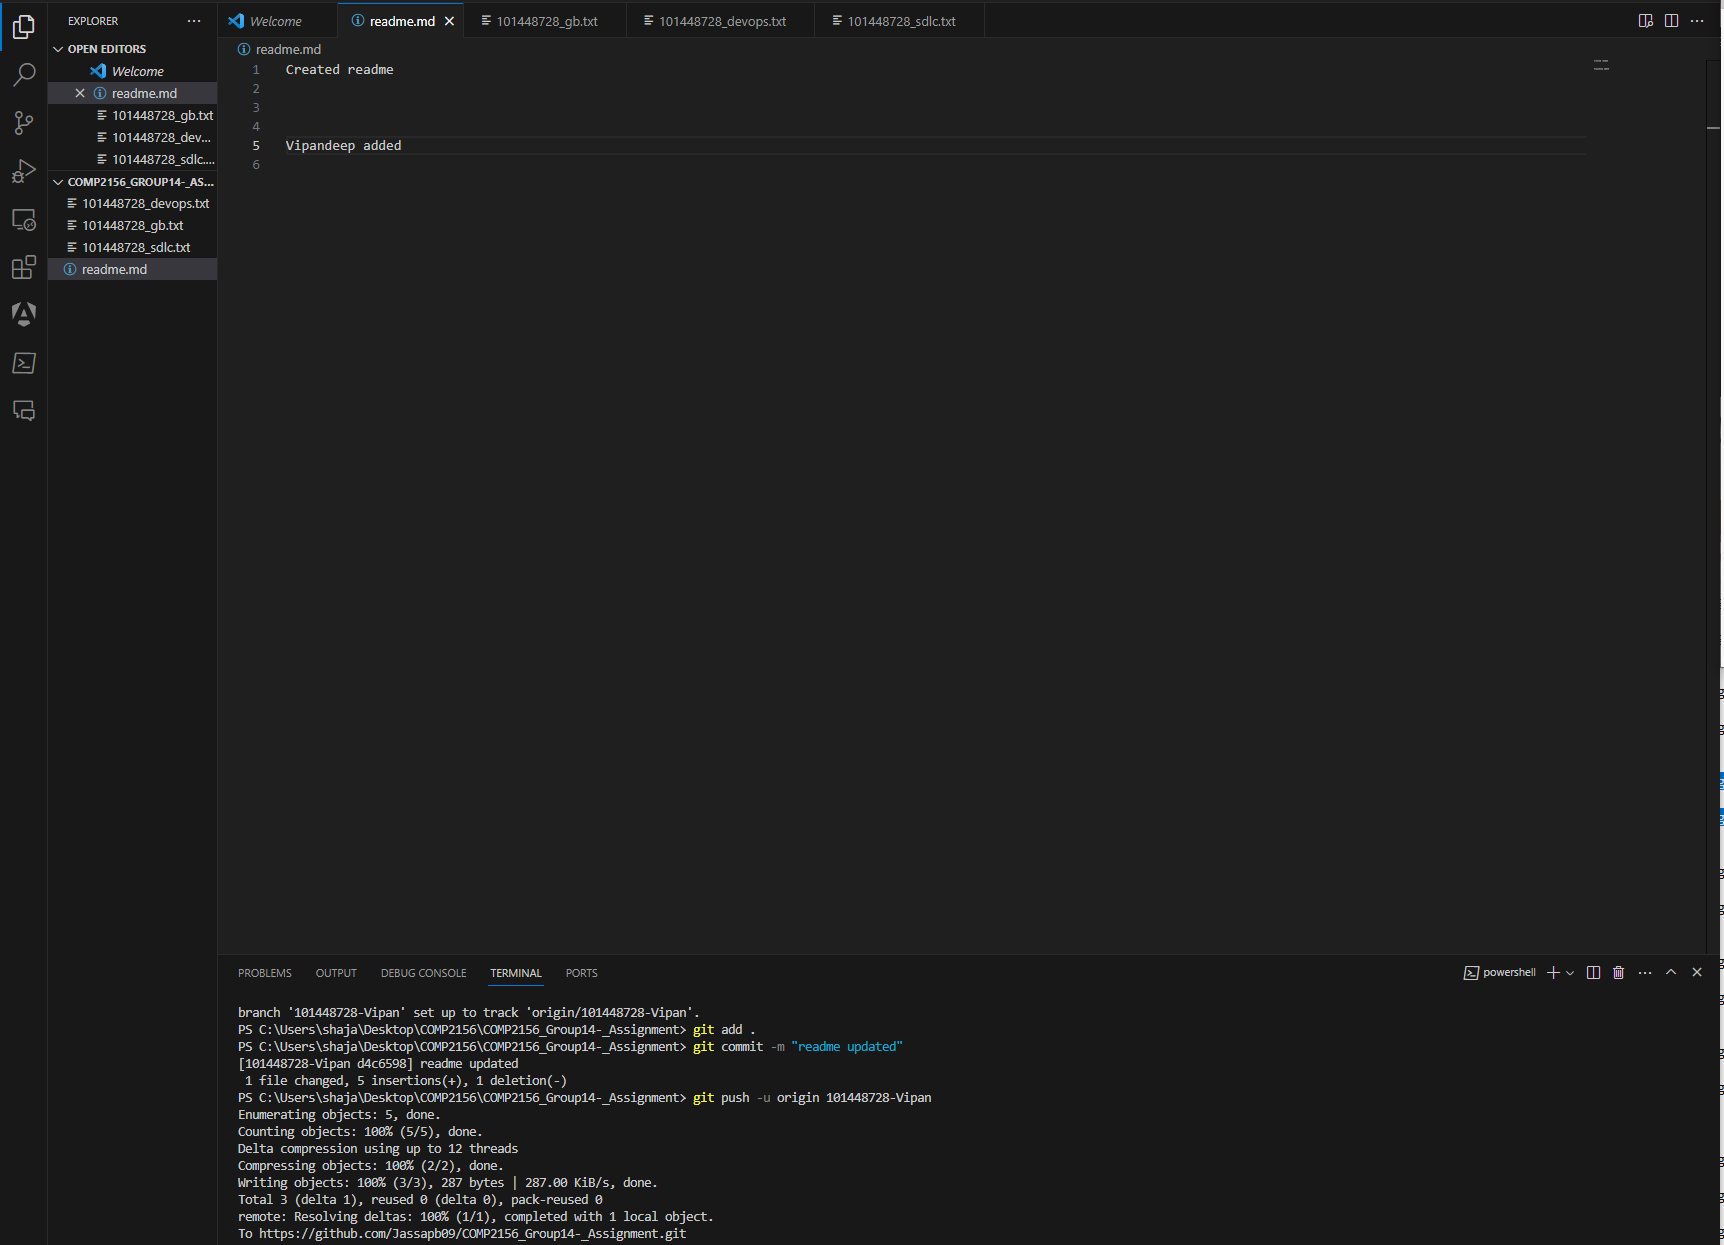 EXPLORER
OPEN EDITORS
Welcome
readme.md
101448728_gb.txt
101448728_dev...
101448728_sdlc....
COMP2156_GROUP14-_AS...
101448728_devops.txt
101448728_gb.txt
101448728_sdlc.txt
readme.md
Welcome
readme.md
101448728_gb.txt
101448728_devops.txt
101448728_sdlc.txt
readme.md
1 Created readme
2
3
4
5 Vipandeep added
6
PROBLEMS OUTPUT DEBUG CONSOLE TERMINAL PORTS
powershell
branch '101448728-Vipan' set up to track 'origin/101448728-Vipan'.
PS C:\Users\shaja\Desktop\COMP2156\COMP2156_Group14-_Assignment> git add .
PS C:\Users\shaja\Desktop\COMP2156\COMP2156_Group14-_Assignment> git commit -m "readme updated"
[101448728-Vipan d4c6598] readme updated
1 file changed, 5 insertions(+), 1 deletion(-)
PS C:\Users\shaja\Desktop\COMP2156\COMP2156_Group14-_Assignment> git push -u origin 101448728-Vipan
Enumerating objects: 5, done.
Counting objects: 100% (5/5), done.
Delta compression using up to 12 threads
Compressing objects: 100% (2/2), done.
Writing objects: 100% (3/3), 287 bytes | 287.00 KiB/s, done.
Total 3 (delta 1), reused 0 (delta 0), pack-reused 0
remote: Resolving deltas: 100% (1/1), completed with 1 local object.
To https://github.com/Jassapb09/COMP2156_Group14-_Assignment.git